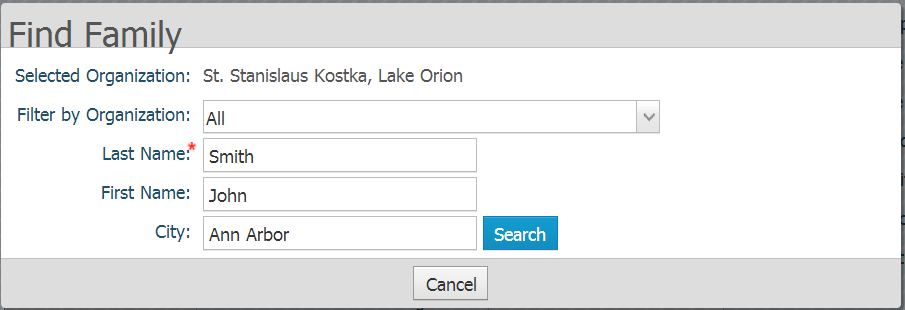 Find Family
Selected Organization: St. Stanislaus Kostka, Lake Orion
Filter by Organization: All
Last Name:* Smith
First Name: John
City: Ann Arbor Search
Cancel